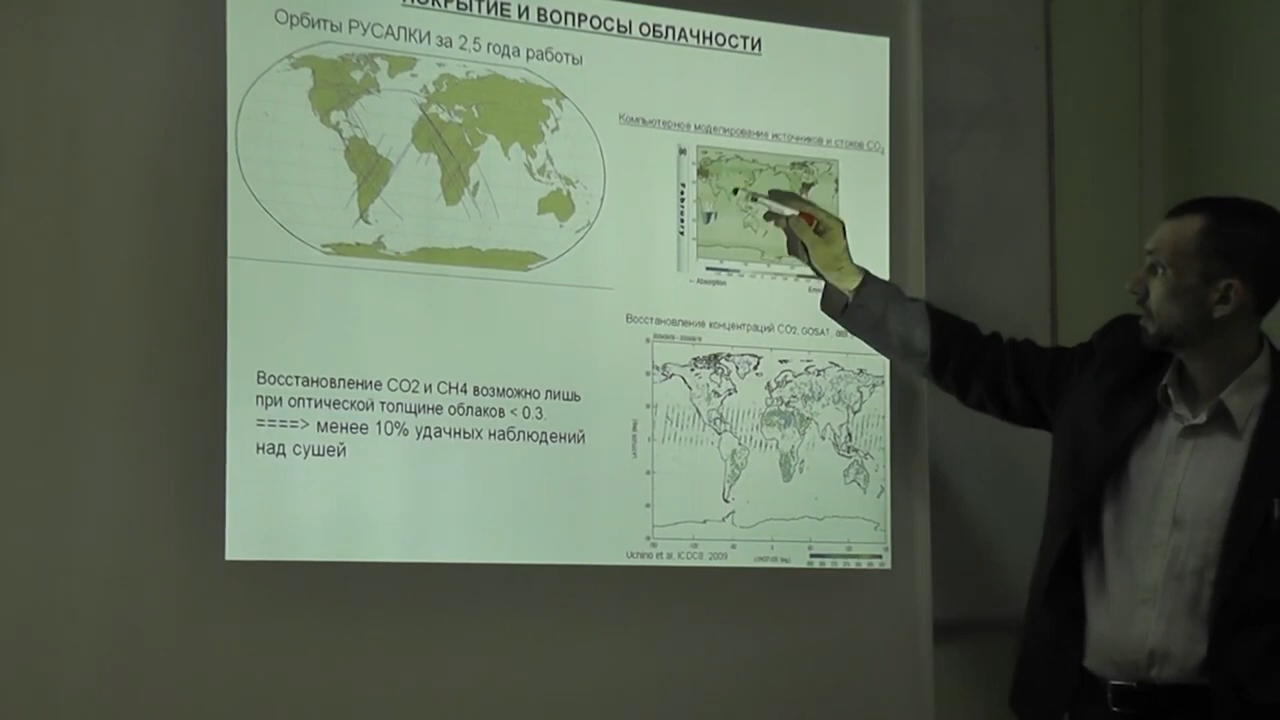 ПОКРЫТИЕ И ВОПРОСЫ ОБЛАЧНОСТИ
Орбиты РУСАЛКИ за 2,5 года работы
Компьютерное моделирование источников и стоков CO2
February
← Absorption
Восстановление концентраций CO2, GOSAT,
Восстановление CO2 и CH4 возможно лишь
при оптической толщине облаков < 0.3.
====> менее 10% удачных наблюдений
над сушей
Uchino et al, ICDC8, 2009